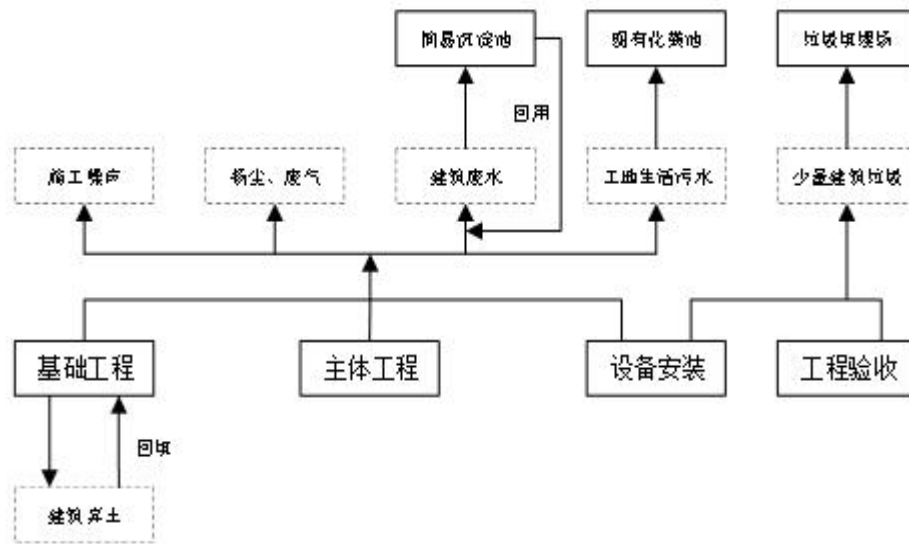 简易沉淀池
现有化粪池
垃圾填埋场
回用
施工噪声
扬尘、废气
建筑废水
工地生活污水
少量建筑垃圾
基础工程
主体工程
设备安装
工程验收
回填
建筑弃土